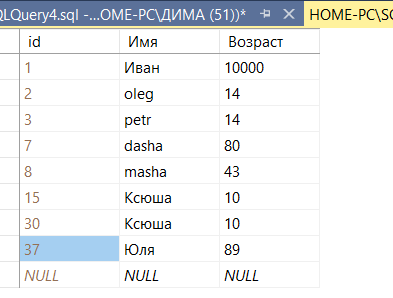 QLQuery4.sql -...OME-PC\ДИМА (51))* HOME-PC\SQ
id Имя Возраст
1 Иван 10000
2 oleg 14
3 petr 14
7 dasha 80
8 masha 43
15 Ксюша 10
30 Ксюша 10
37 Юля 89
NULL NULL NULL